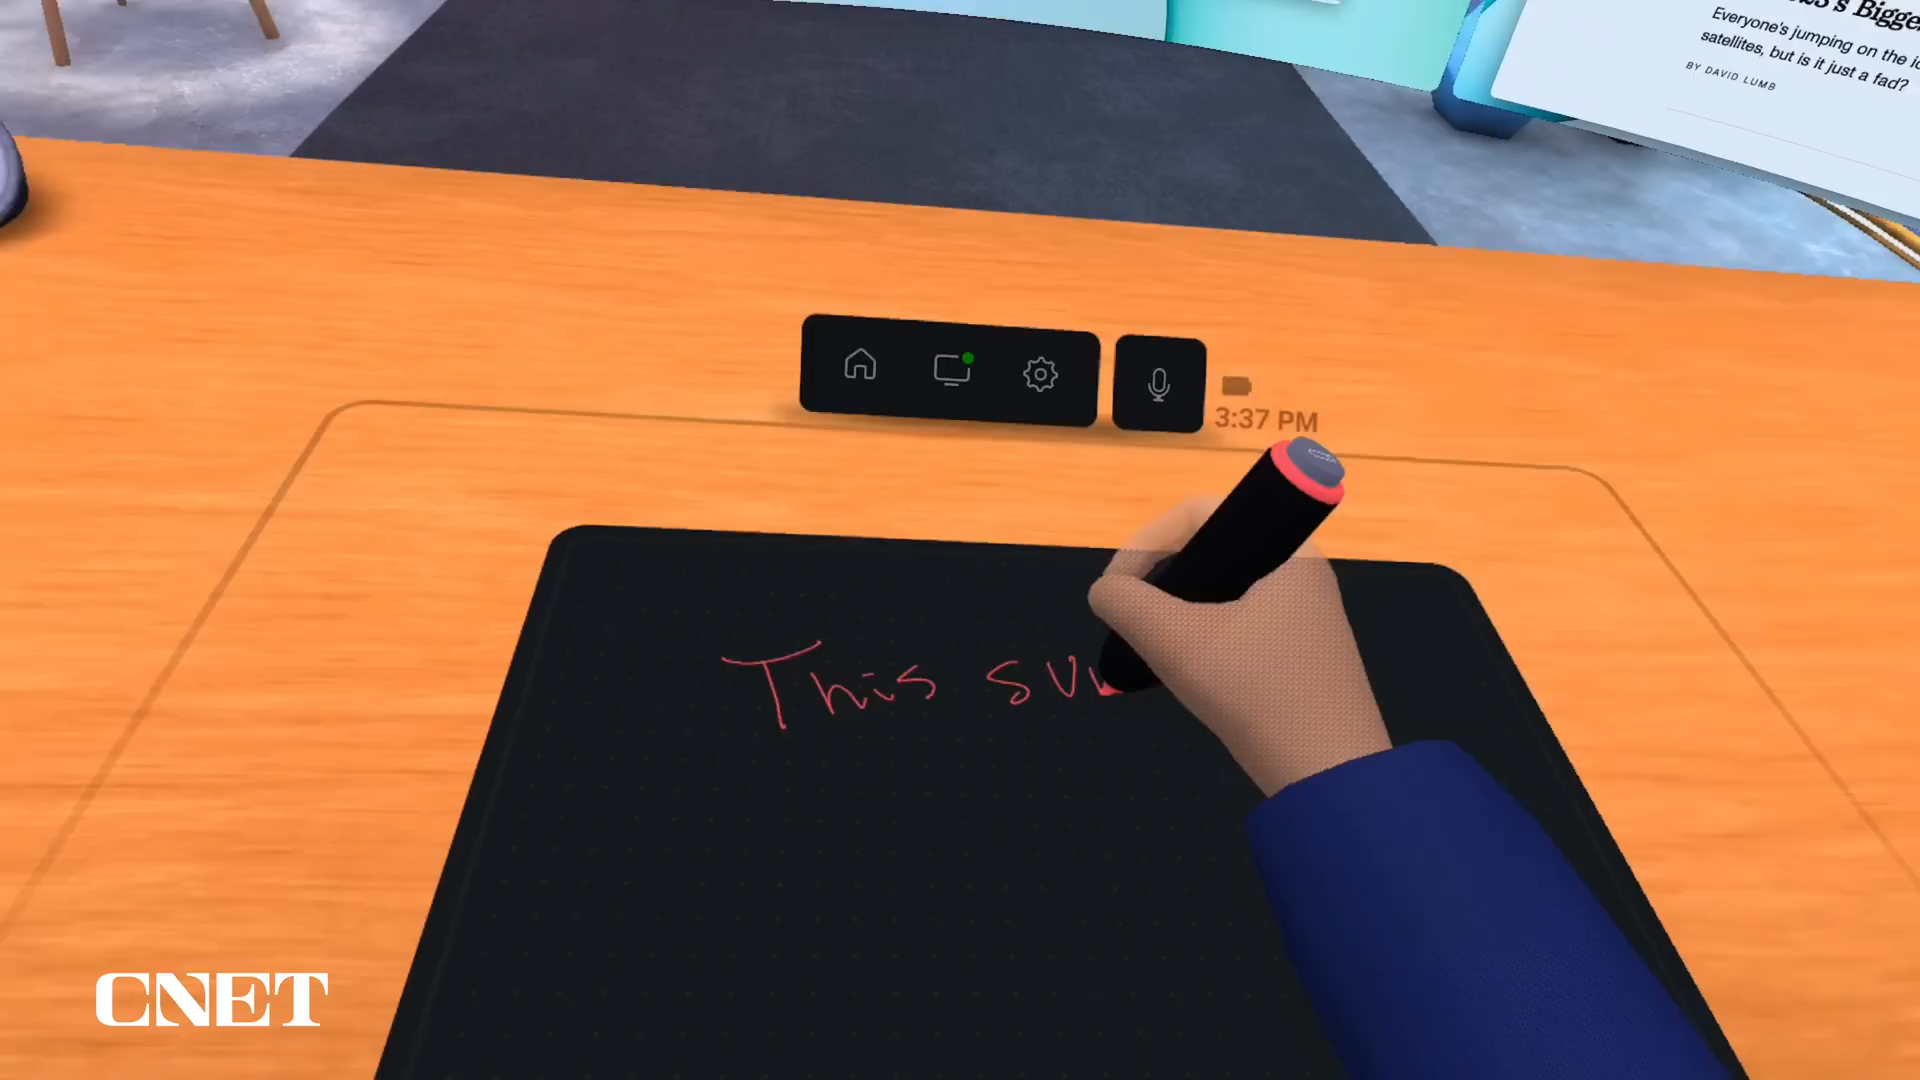 Everyone's jumping on the
satellites, but is it just a fad?
BY DAVID LUMB
3:37 PM
This
CNET